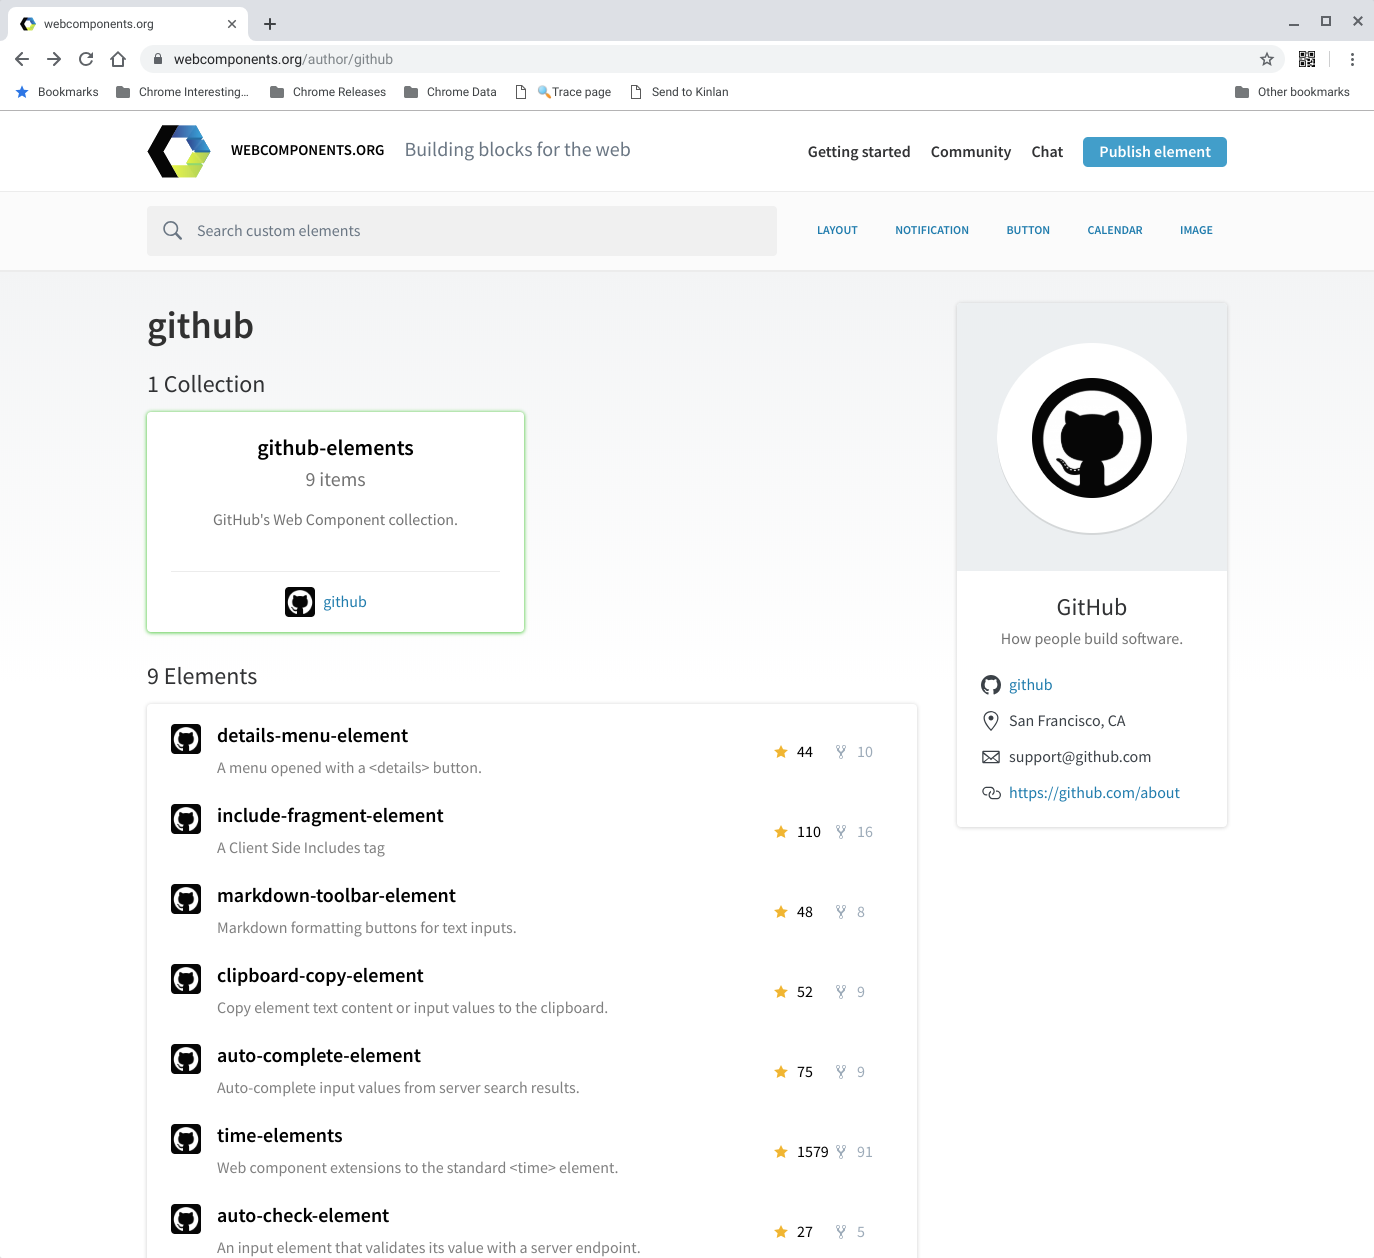 webcomponents.org
webcomponents.org/author/github
Bookmarks Chrome Interesting... Chrome Releases Chrome Data 🔍Trace page Send to Kinlan Other bookmarks
WEBCOMPONENTS.ORG Building blocks for the web Getting started Community Chat Publish element
Search custom elements LAYOUT NOTIFICATION BUTTON CALENDAR IMAGE
github
1 Collection
github-elements
9 items
GitHub's Web Component collection.
github
9 Elements
details-menu-element
A menu opened with a <details> button.
44 10
include-fragment-element
A Client Side Includes tag
110 16
markdown-toolbar-element
Markdown formatting buttons for text inputs.
48 8
clipboard-copy-element
Copy element text content or input values to the clipboard.
52 9
auto-complete-element
Auto-complete input values from server search results.
75 9
time-elements
Web component extensions to the standard <time> element.
1579 91
auto-check-element
An input element that validates its value with a server endpoint.
27 5
GitHub
How people build software.
github
San Francisco, CA
support@github.com
https://github.com/about